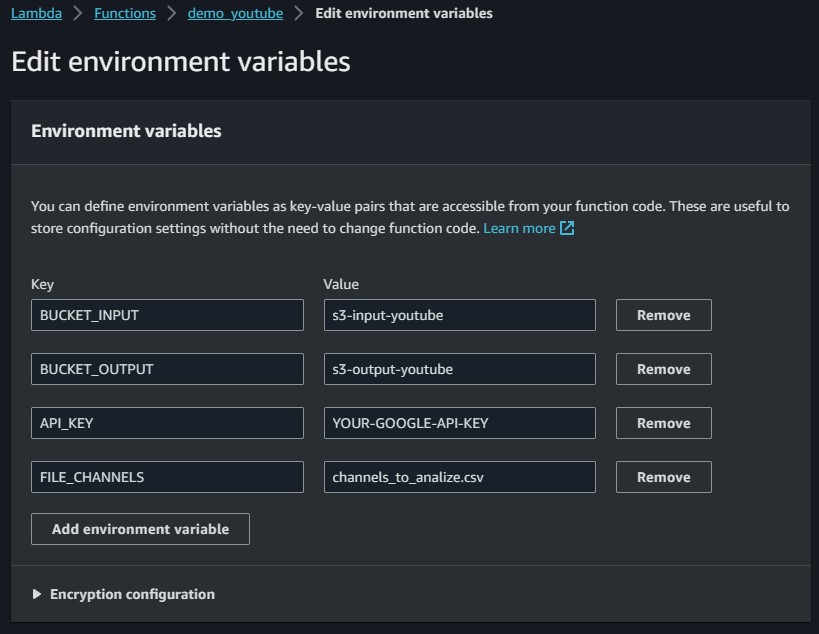 Lambda > Functions > demo_youtube > Edit environment variables
Edit environment variables
Environment variables
You can define environment variables as key-value pairs that are accessible from your function code. These are useful to
store configuration settings without the need to change function code. Learn more
Key Value
BUCKET_INPUT s3-input-youtube Remove
BUCKET_OUTPUT s3-output-youtube Remove
API_KEY YOUR-GOOGLE-API-KEY Remove
FILE_CHANNELS channels_to_analize.csv Remove
Add environment variable
Encryption configuration